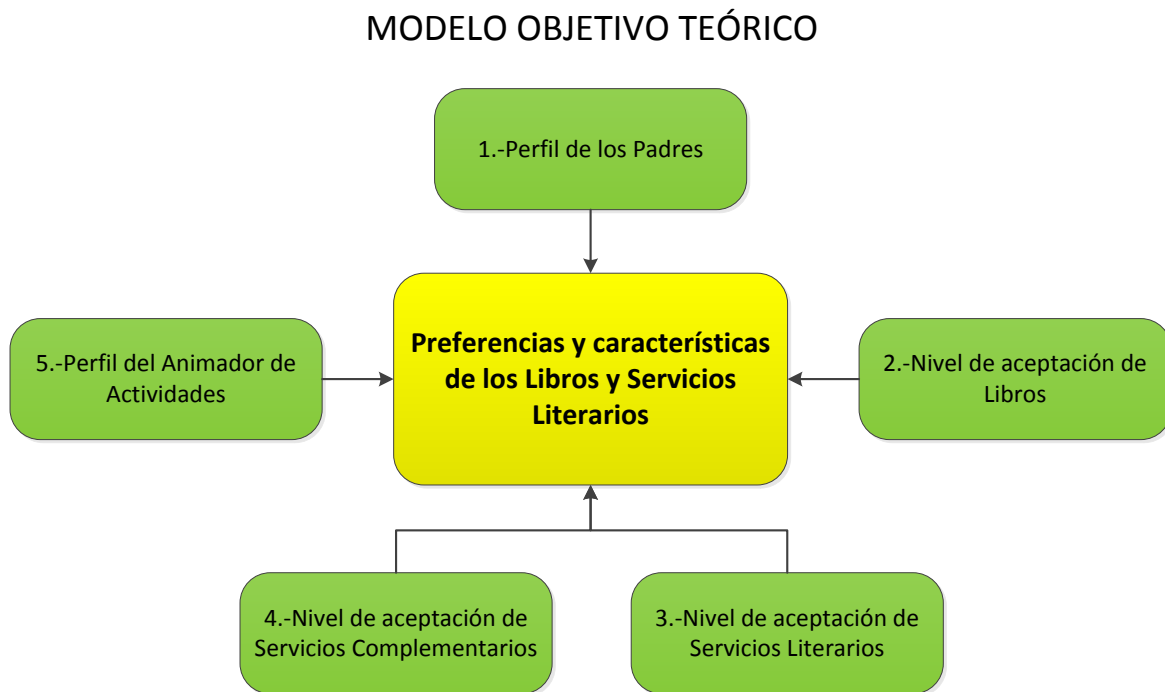 MODELO OBJETIVO TEÓRICO
1.-Perfil de los Padres
Preferencias y características
de los Libros y Servicios
Literarios
5.-Perfil del Animador de
Actividades
2.-Nivel de aceptación de
Libros
4.-Nivel de aceptación de
Servicios Complementarios
3.-Nivel de aceptación de
Servicios Literarios